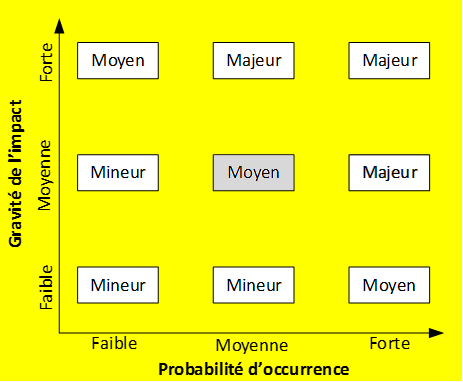 Gravité de l'impact
Forte
Moyen
Majeur
Majeur
Moyenne
Mineur
Moyen
Majeur
Faible
Mineur
Mineur
Moyen
Faible
Moyenne
Forte
Probabilité d'occurrence